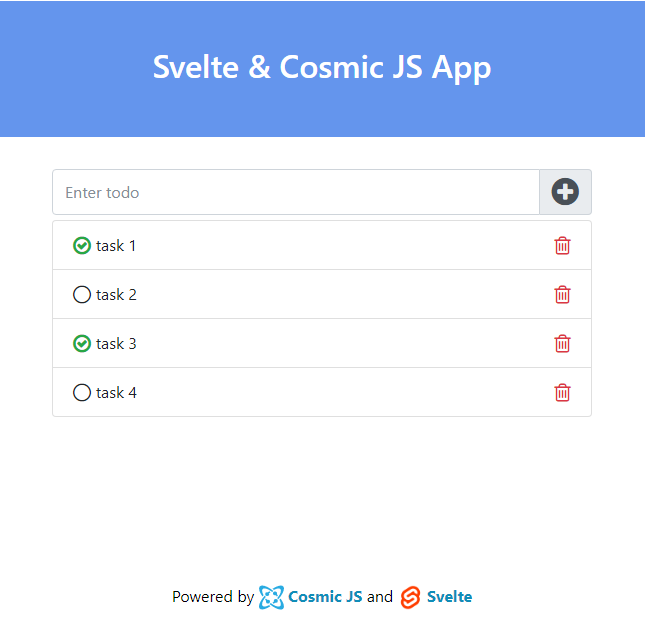 Svelte & Cosmic JS App
Enter todo
task 1
task 2
task 3
task 4
Powered by Cosmic JS and Svelte